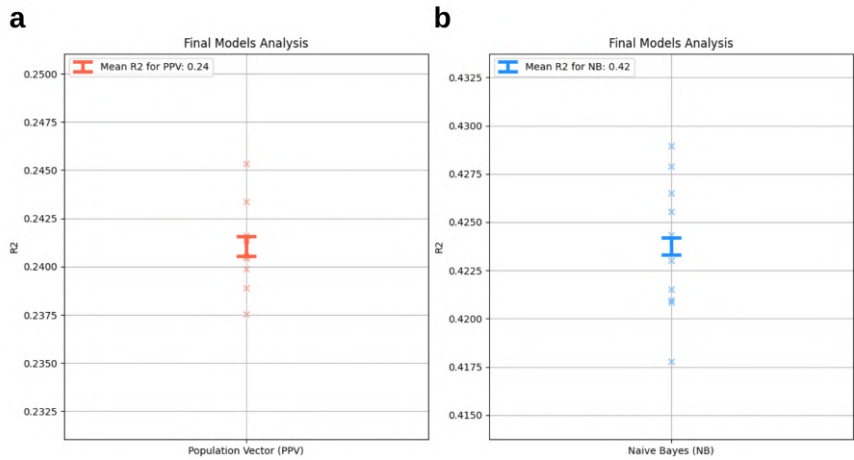 a
Final Models Analysis
Mean R2 for PPV: 0.24
0.2500
0.2475
0.2450
0.2425
0.2400
0.2375
0.2350
0.2325
R2
Population Vector (PPV)
b
Final Models Analysis
Mean R2 for NB: 0.42
0.4325
0.4300
0.4275
0.4250
0.4225
0.4200
0.4175
0.4150
R2
Naive Bayes (NB)